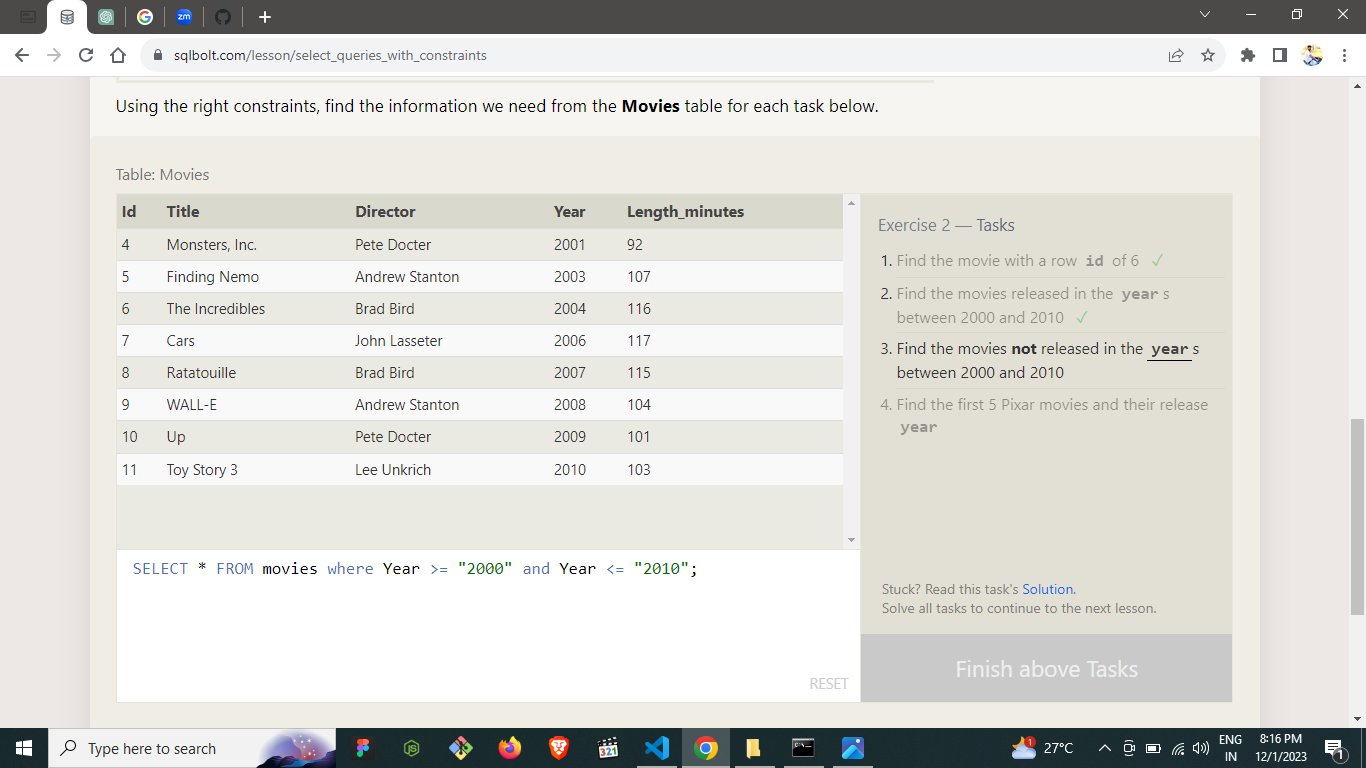 zm
sqlbolt.com/lesson/select_queries_with_constraints
Using the right constraints, find the information we need from the Movies table for each task below.
Table: Movies
Id Title Director Year Length_minutes
4 Monsters, Inc. Pete Docter 2001 92
5 Finding Nemo Andrew Stanton 2003 107
6 The Incredibles Brad Bird 2004 116
7 Cars John Lasseter 2006 117
8 Ratatouille Brad Bird 2007 115
9 WALL-E Andrew Stanton 2008 104
10 Up Pete Docter 2009 101
11 Toy Story 3 Lee Unkrich 2010 103
SELECT * FROM movies where Year >= "2000" and Year <= "2010";
RESET
Exercise 2 — Tasks
1. Find the movie with a row id of 6 ✓
2. Find the movies released in the year s
between 2000 and 2010 ✓
3. Find the movies not released in the year s
between 2000 and 2010
4. Find the first 5 Pixar movies and their release
year
Stuck? Read this task's Solution.
Solve all tasks to continue to the next lesson.
Finish above Tasks
Type here to search
JS
321
1
27°C
ENG
IN
8:16 PM
12/1/2023
1